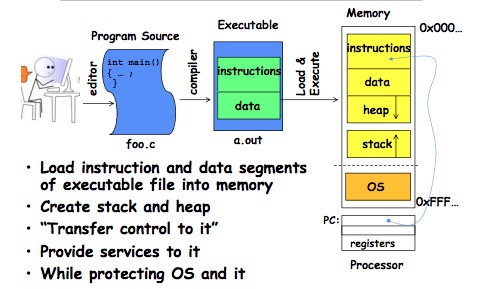 Program Source
Executable
Memory
0x000…
editor
int main()
{ … ;
}
compiler
instructions
data
Load &
Execute
instructions
data
heap
stack
OS
0xFFF…
foo.c
a.out
PC:
registers
Processor
• Load instruction and data segments
of executable file into memory
• Create stack and heap
• “Transfer control to it”
• Provide services to it
• While protecting OS and it